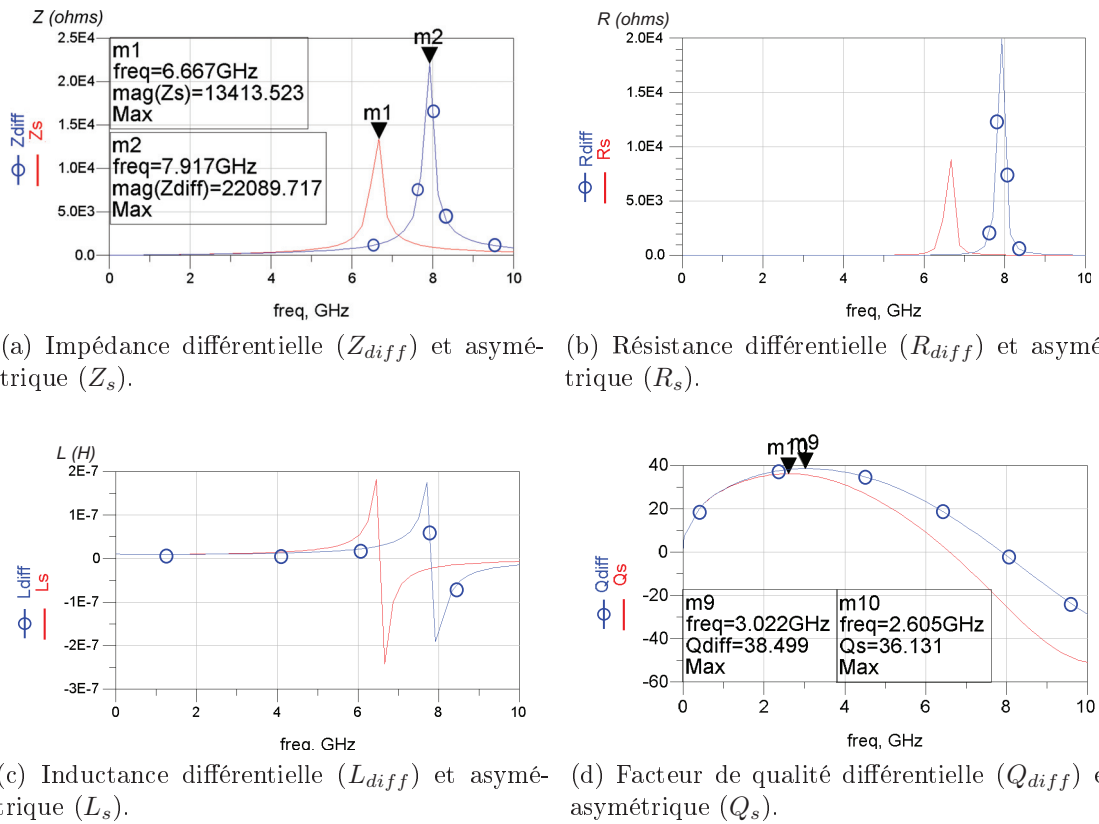 Z (ohms)
2.5E4
2.0E4
1.5E4
1.0E4
5.0E3
0.0
0
2
4
6
8
10
freq, GHz
Zdiff
Zs
m1
freq=6.667GHz
mag(Zs)=13413.523
Max
m2
freq=7.917GHz
mag(Zdiff)=22089.717
Max
m1
m2
R (ohms)
2.0E4
1.5E4
1.0E4
5.0E3
0.0
0
2
4
6
8
10
freq, GHz
Rdiff
Rs
(a) Impédance différentielle (Zdiff) et asymé-
trique (Zs).
(b) Résistance différentielle (Rdiff) et asymé
trique (Rs).
L (H)
2E-7
1E-7
0
-1E-7
-2E-7
-3E-7
0
2
4
6
8
10
freq, GHz
Ldiff
Ls
m10
m9
40
20
0
-20
-40
-60
0
2
4
6
8
10
freq, GHz
Qdiff
Qs
m9
freq=3.022GHz
Qdiff=38.499
Max
m10
freq=2.605GHz
Qs=36.131
Max
(c) Inductance différentielle (Ldiff) et asymé-
trique (Ls).
(d) Facteur de qualité différentielle (Qdiff) e
asymétrique (Qs).